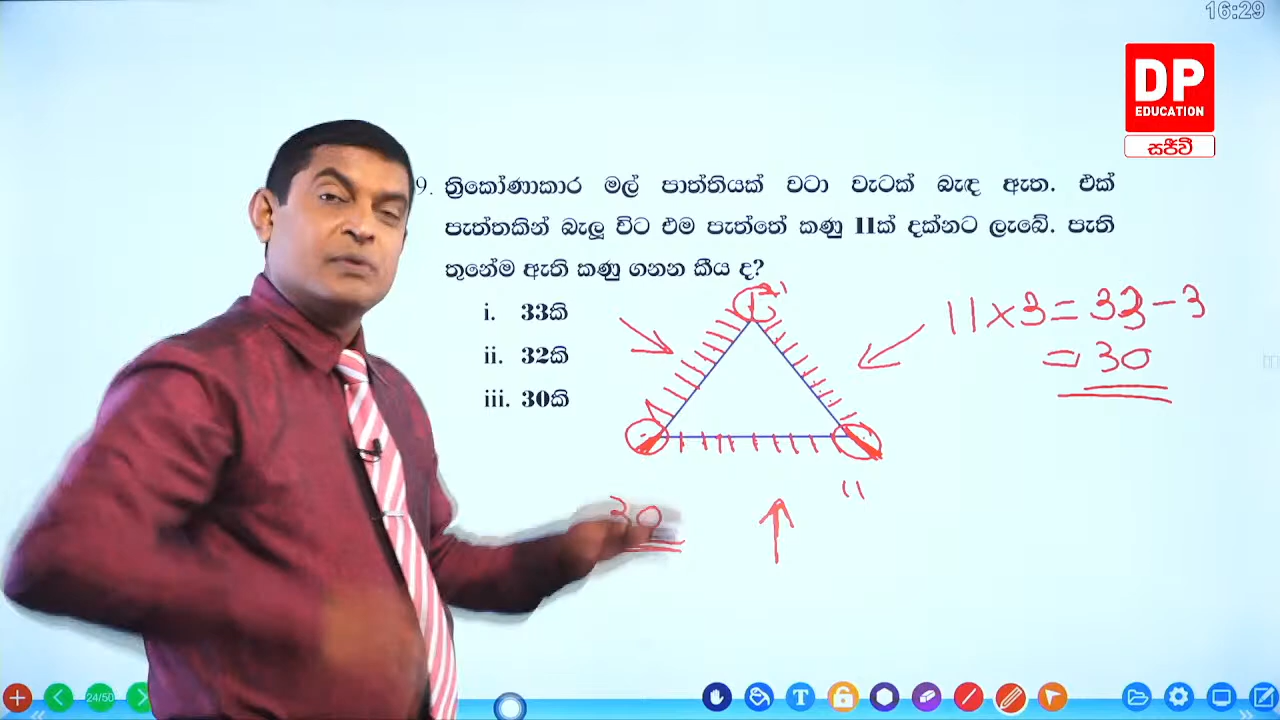 16:29
DP
EDUCATION
සජීවී
9. ත්‍රිකෝණාකාර මල් පාත්තියක් වටා වැටක් බැඳ ඇත. එක්
පැත්තකින් බැලූ විට එම පැත්තේ කණු 11ක් දක්නට ලැබේ. පැති
තුනේම ඇති කණු ගනන කීය ද?
i. 33කි
ii. 32කි
iii. 30කි
11 × 3 = 33 - 3
= 30
11
30
24/50